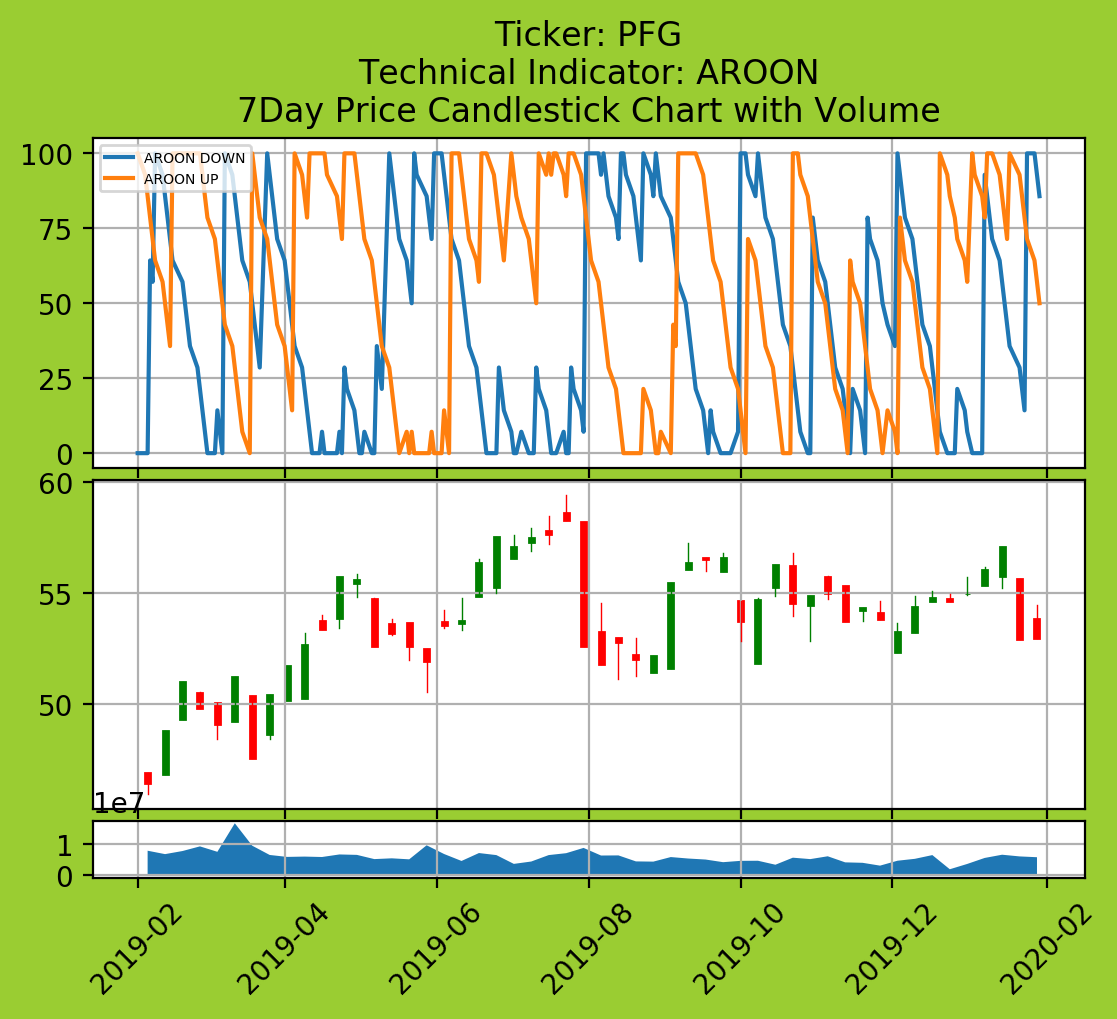 Ticker: PFG
Technical Indicator: AROON
7Day Price Candlestick Chart with Volume
AROON DOWN
AROON UP
100
75
50
25
0
60
55
50
1e7
1
0
2019-02
2019-04
2019-06
2019-08
2019-10
2019-12
2020-02